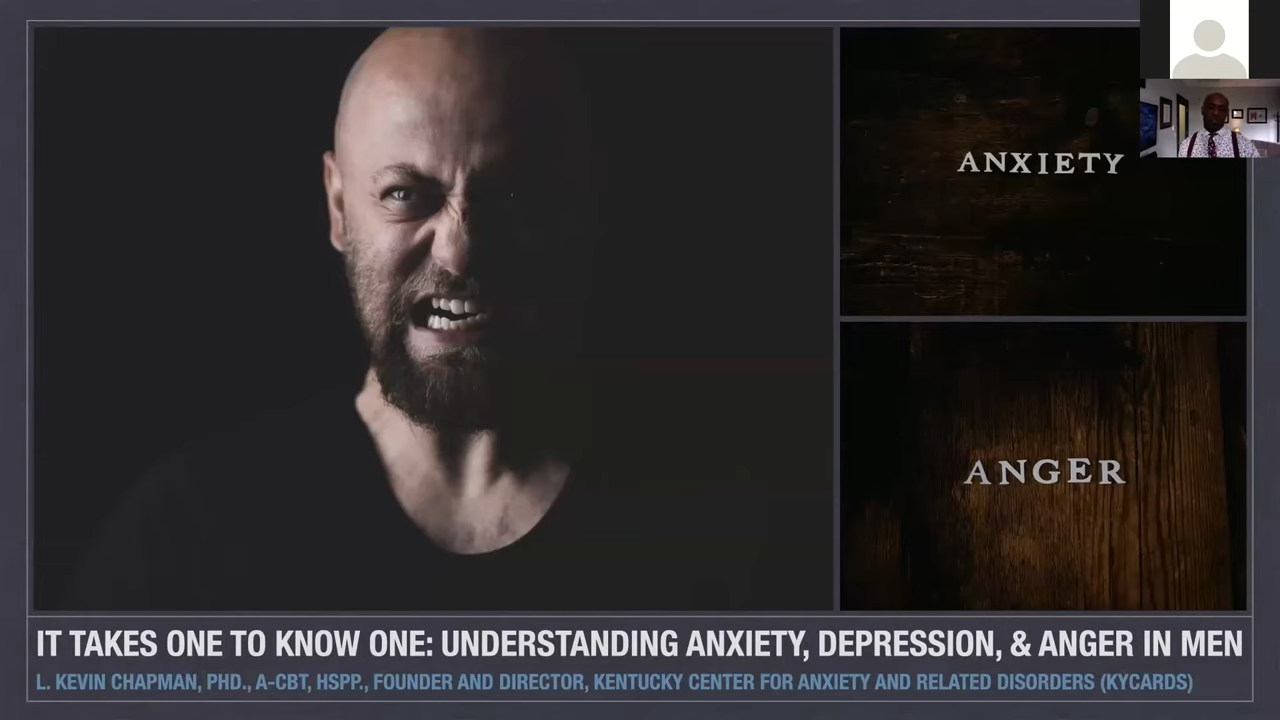 ANXIETY
ANGER
IT TAKES ONE TO KNOW ONE: UNDERSTANDING ANXIETY, DEPRESSION, & ANGER IN MEN
L. KEVIN CHAPMAN, PHD., A-CBT, HSPP., FOUNDER AND DIRECTOR, KENTUCKY CENTER FOR ANXIETY AND RELATED DISORDERS (KYCARDS)